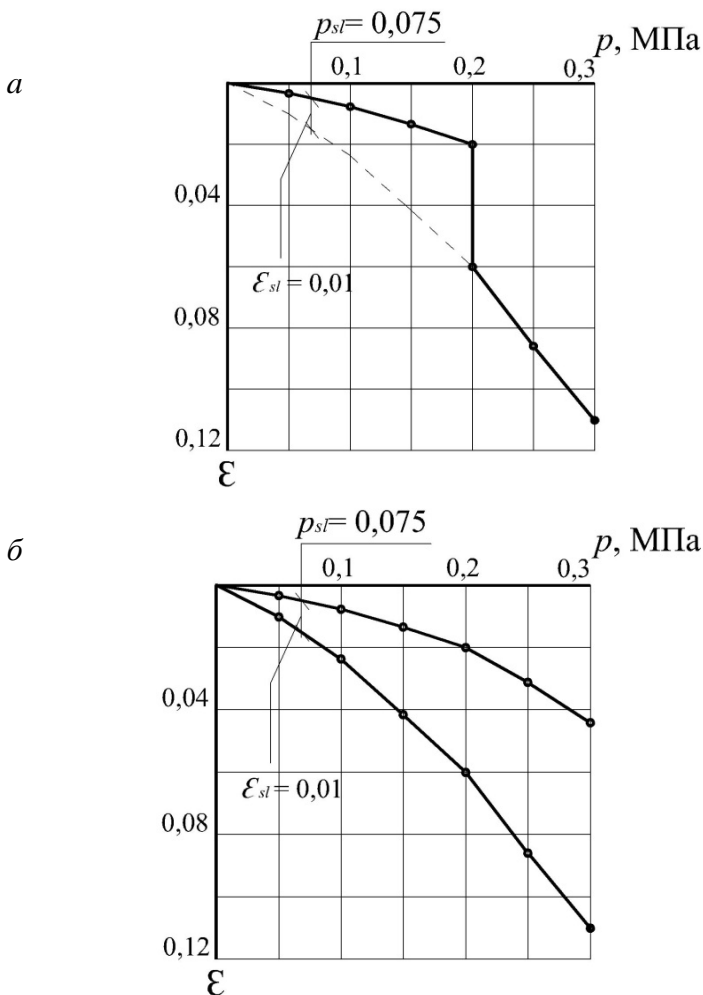 p_sl= 0,075
p, МПа
0,1 0,2 0,3
а
0,04
ε_sl = 0,01
0,08
0,12
ε
p_sl= 0,075
p, МПа
б
0,1 0,2 0,3
0,04
ε_sl = 0,01
0,08
0,12
ε